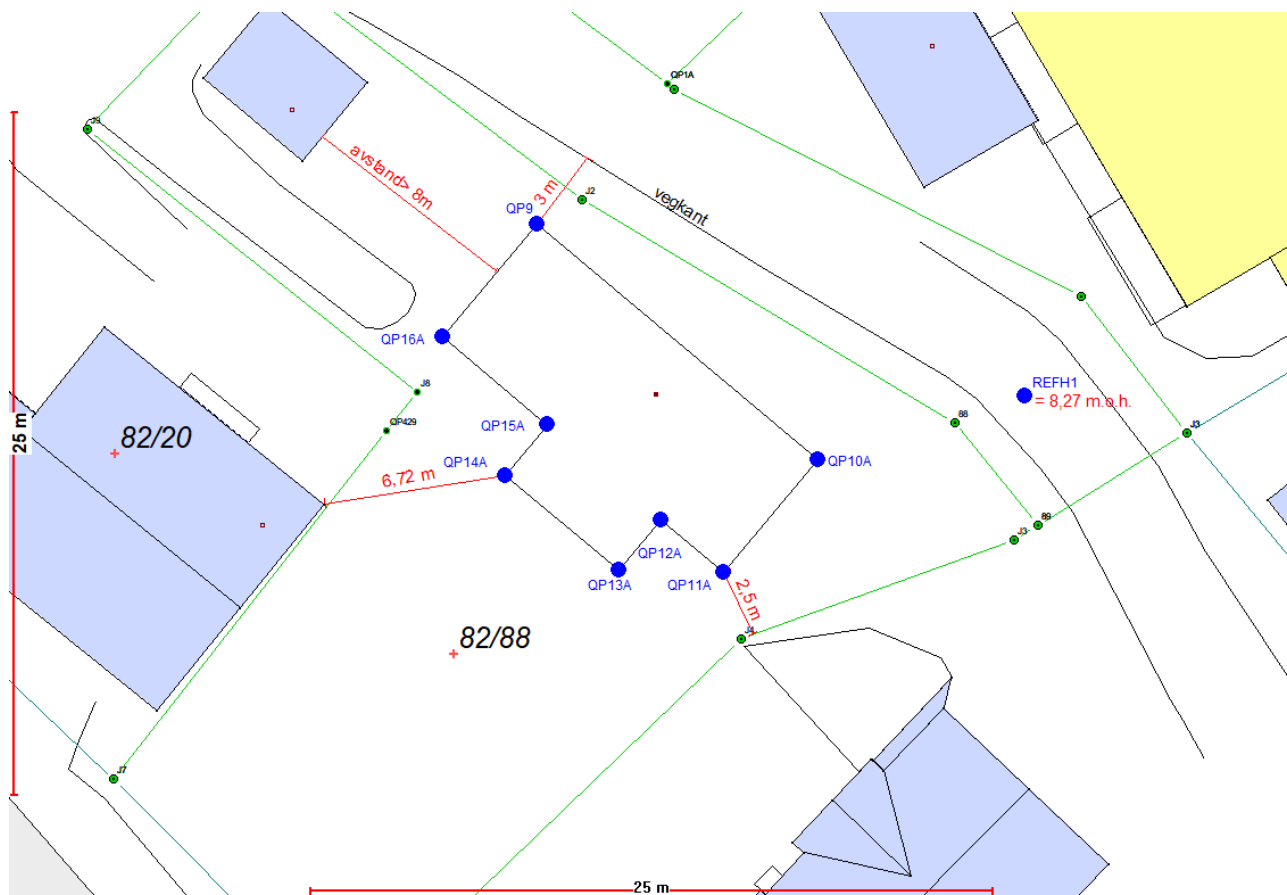 QP1A
J9
avstand> 8m
3 m
J2
QP9
vegkant
QP16A
J8
REFH1
= 8,27 m.o.h.
25 m
82/20
QP429
QP15A
88
J3
QP14A
QP10A
6,72 m
89
QP12A
J3
QP13A
QP11A
2,5 m
J4
82/88
J7
25 m